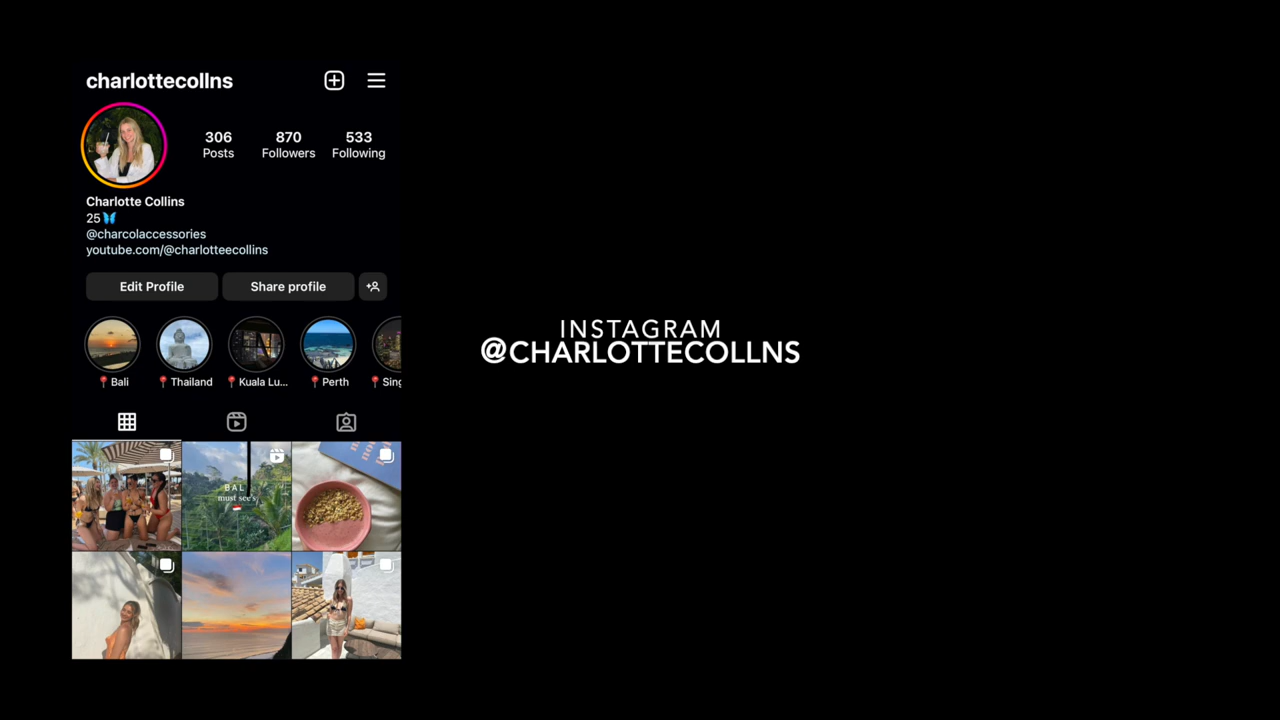 charlottecollns
306 870 533
Posts Followers Following
Charlotte Collins
25🦋
@charcolaccessories
youtube.com/@charlotteecollins
Edit Profile Share profile
📍Bali 📍Thailand 📍Kuala Lu... 📍Perth 📍Sing
BAL
must see's
INSTAGRAM
@CHARLOTTECOLLNS